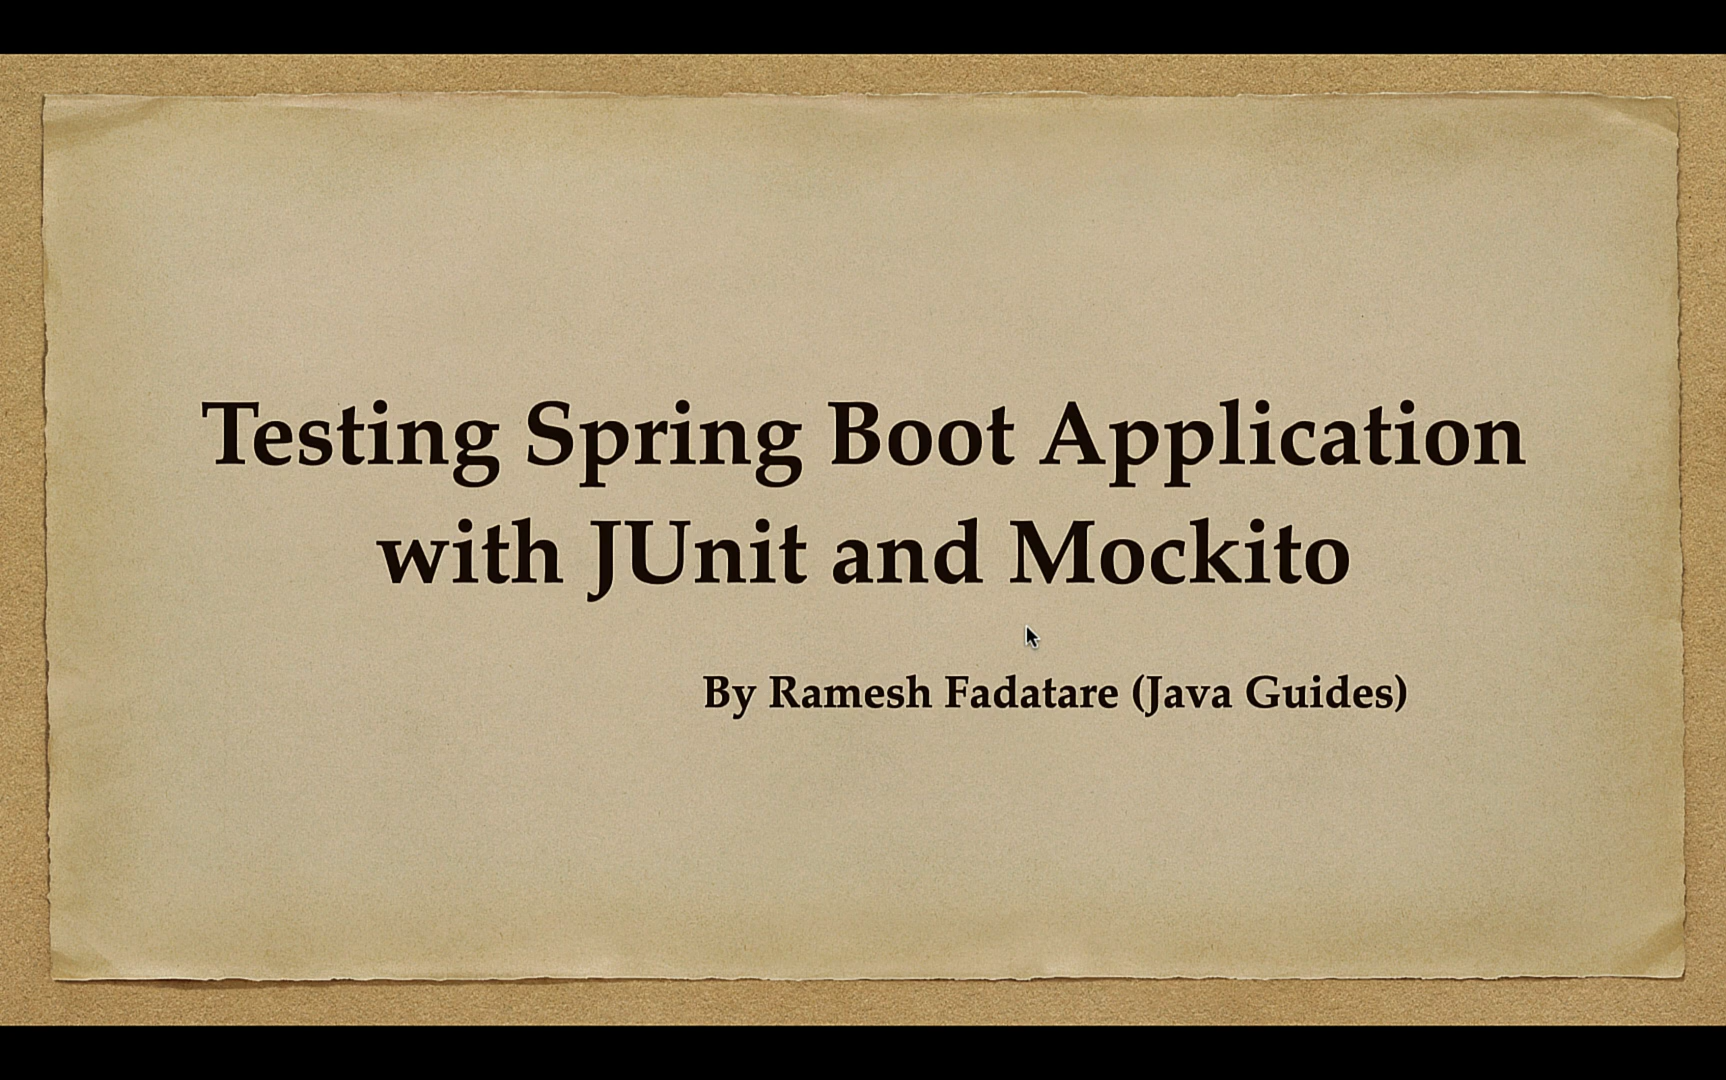 Testing Spring Boot Application
with JUnit and Mockito
By Ramesh Fadatare (Java Guides)